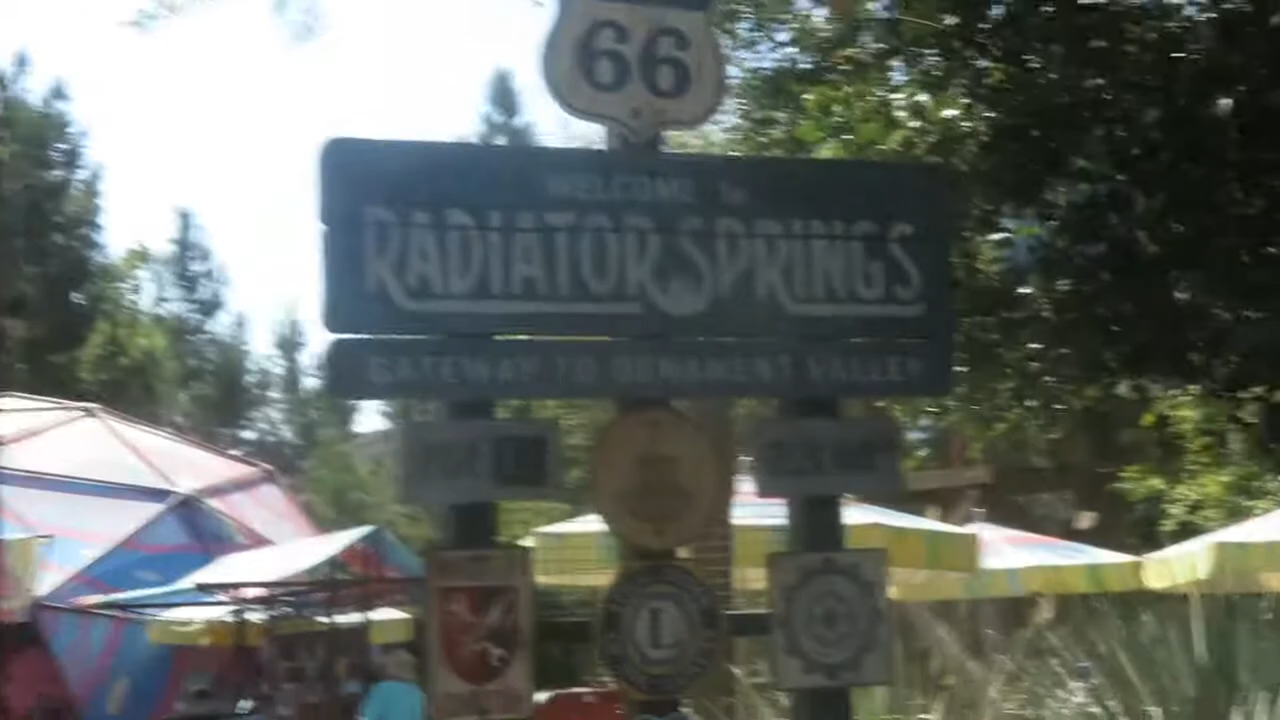 66
WELCOME to
RADIATOR SPRINGS
GATEWAY TO ORNAMENT VALLEY
L